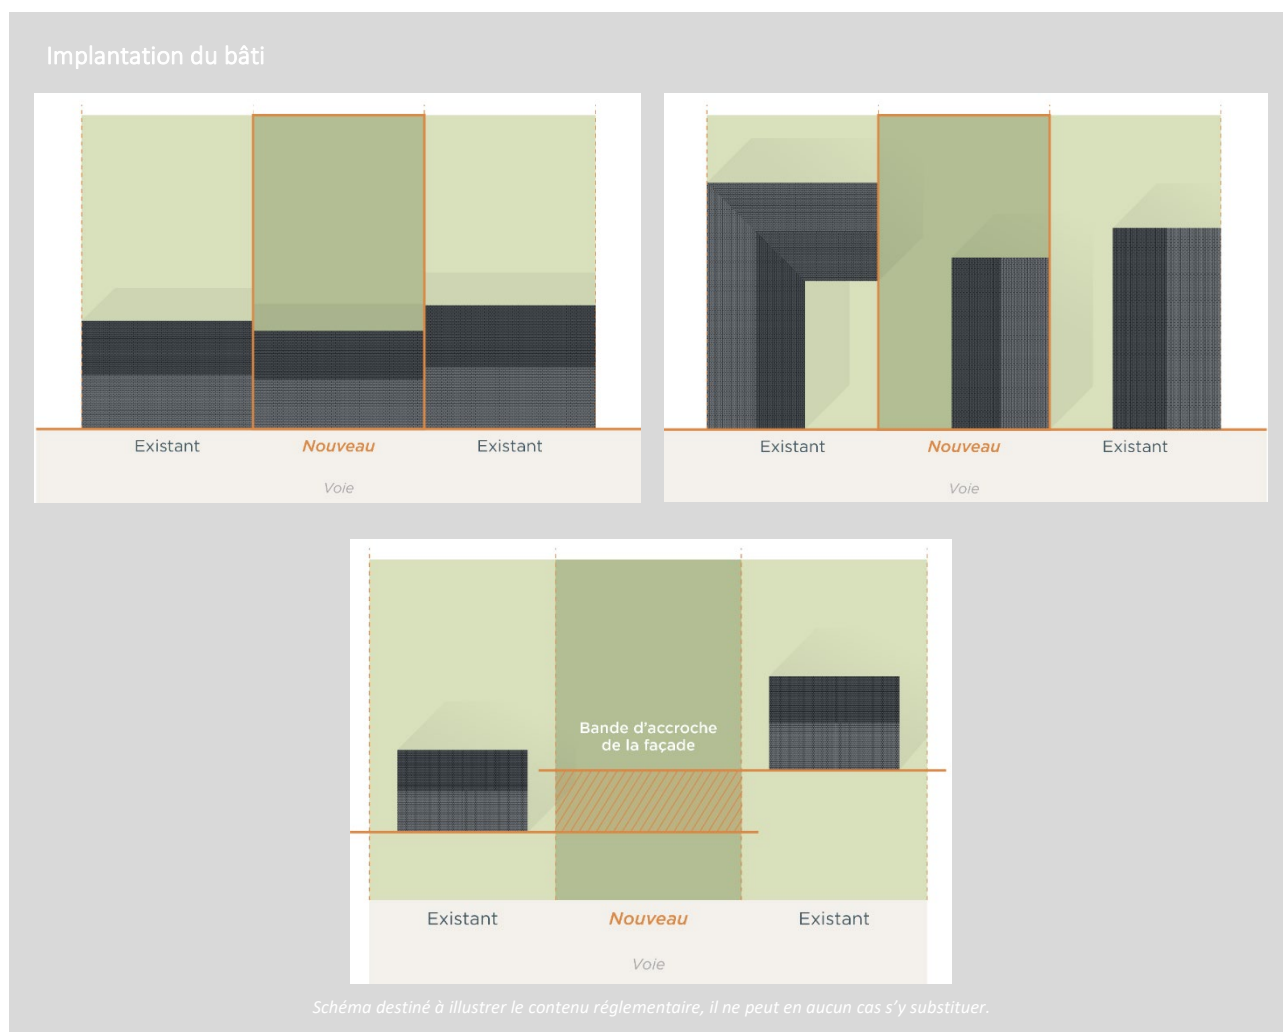 Implantation du bâti
Existant
Nouveau
Existant
Voie
Existant
Nouveau
Existant
Voie
Bande d'accroche
de la façade
Existant
Nouveau
Existant
Voie
Schéma destiné à illustrer le contenu réglementaire, il ne peut en aucun cas s'y substituer.